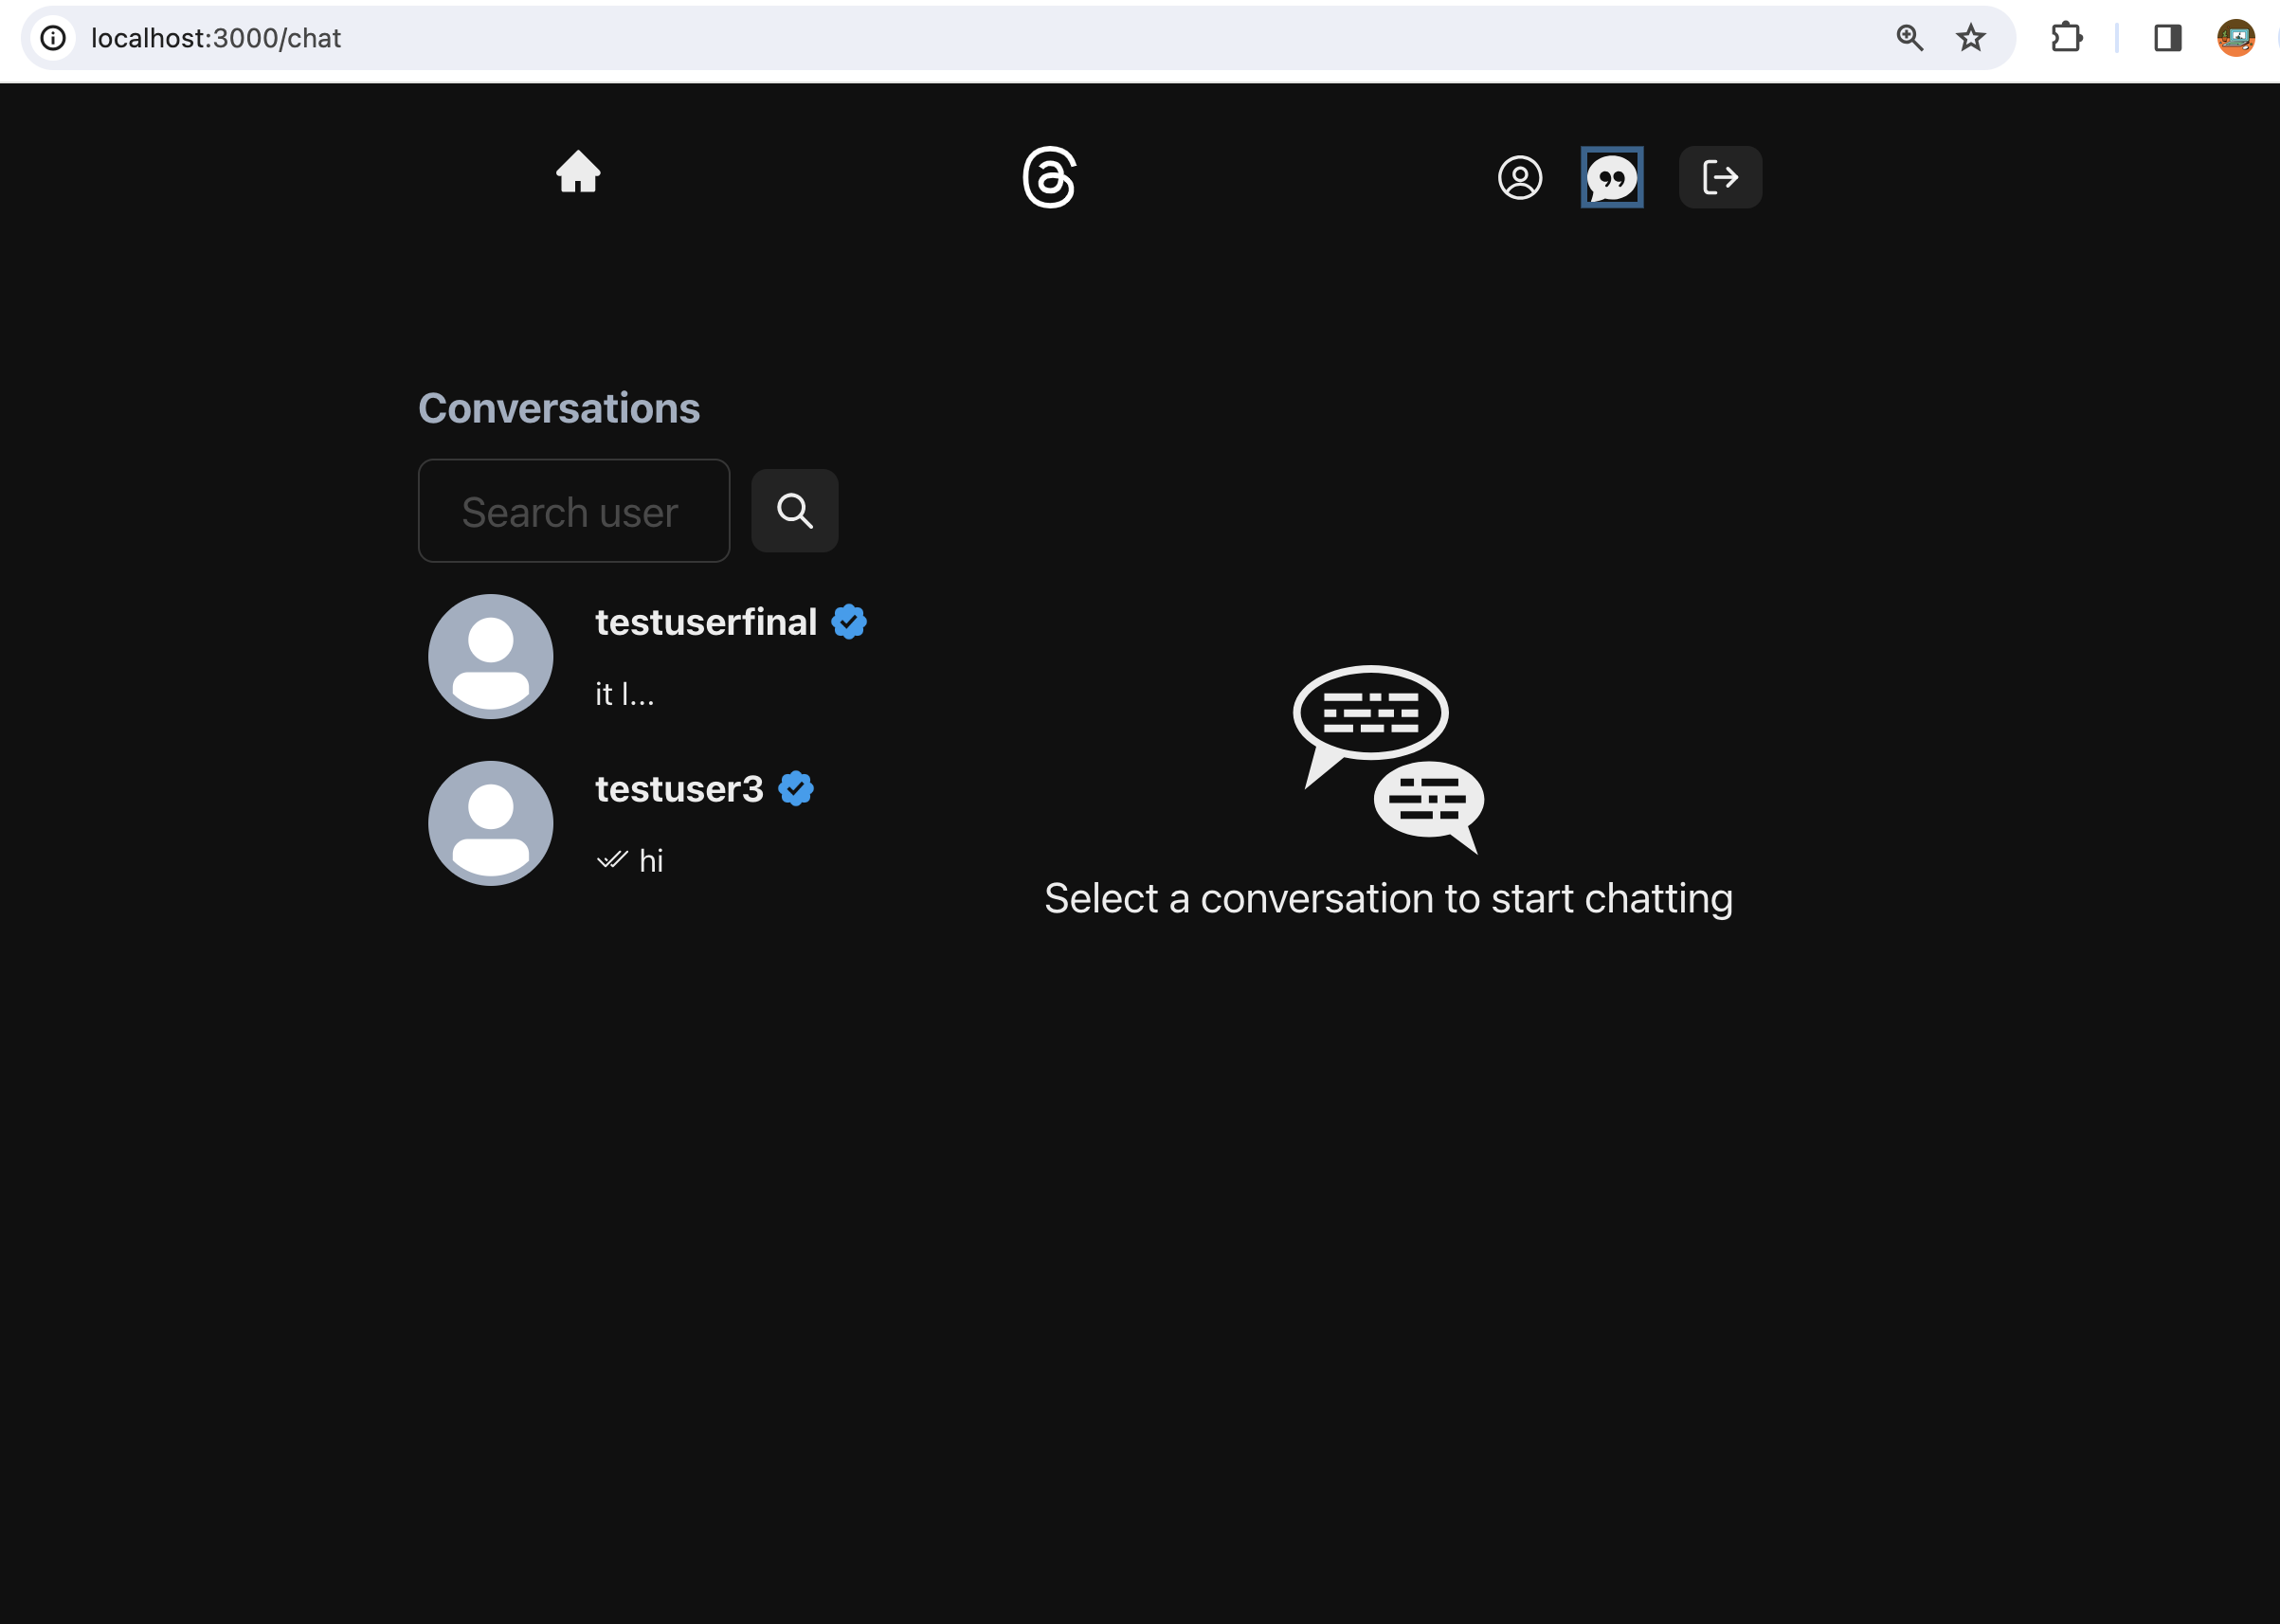 localhost:3000/chat
Conversations
Search user
testuserfinal
it l...
testuser3
hi
Select a conversation to start chatting